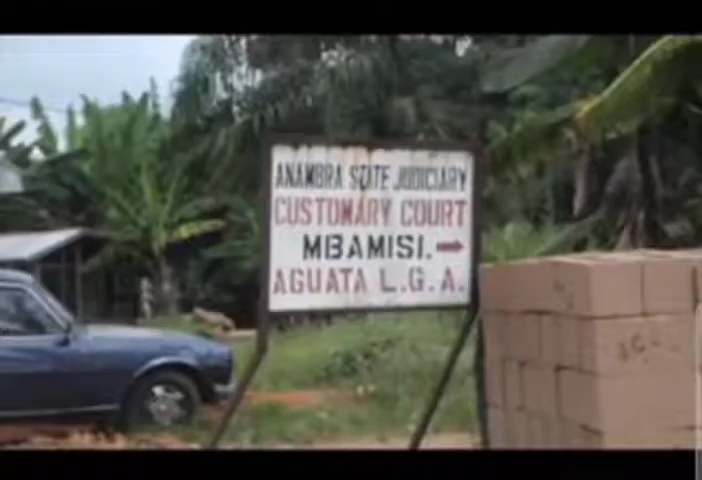 ANAMBRA STATE JUDICIARY
CUSTOMARY COURT
MBAMISI.
AGUATA L.G.A.